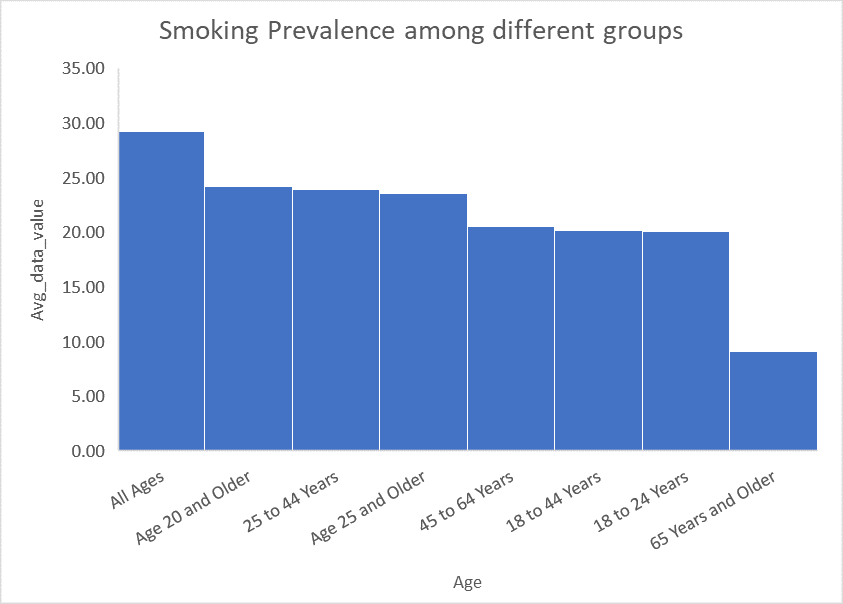 Smoking Prevalence among different groups
35.00
30.00
25.00
20.00
15.00
10.00
5.00
0.00
Avg_data_value
All Ages
Age 20 and Older
25 to 44 Years
Age 25 and Older
45 to 64 Years
18 to 44 Years
18 to 24 Years
65 Years and Older
Age